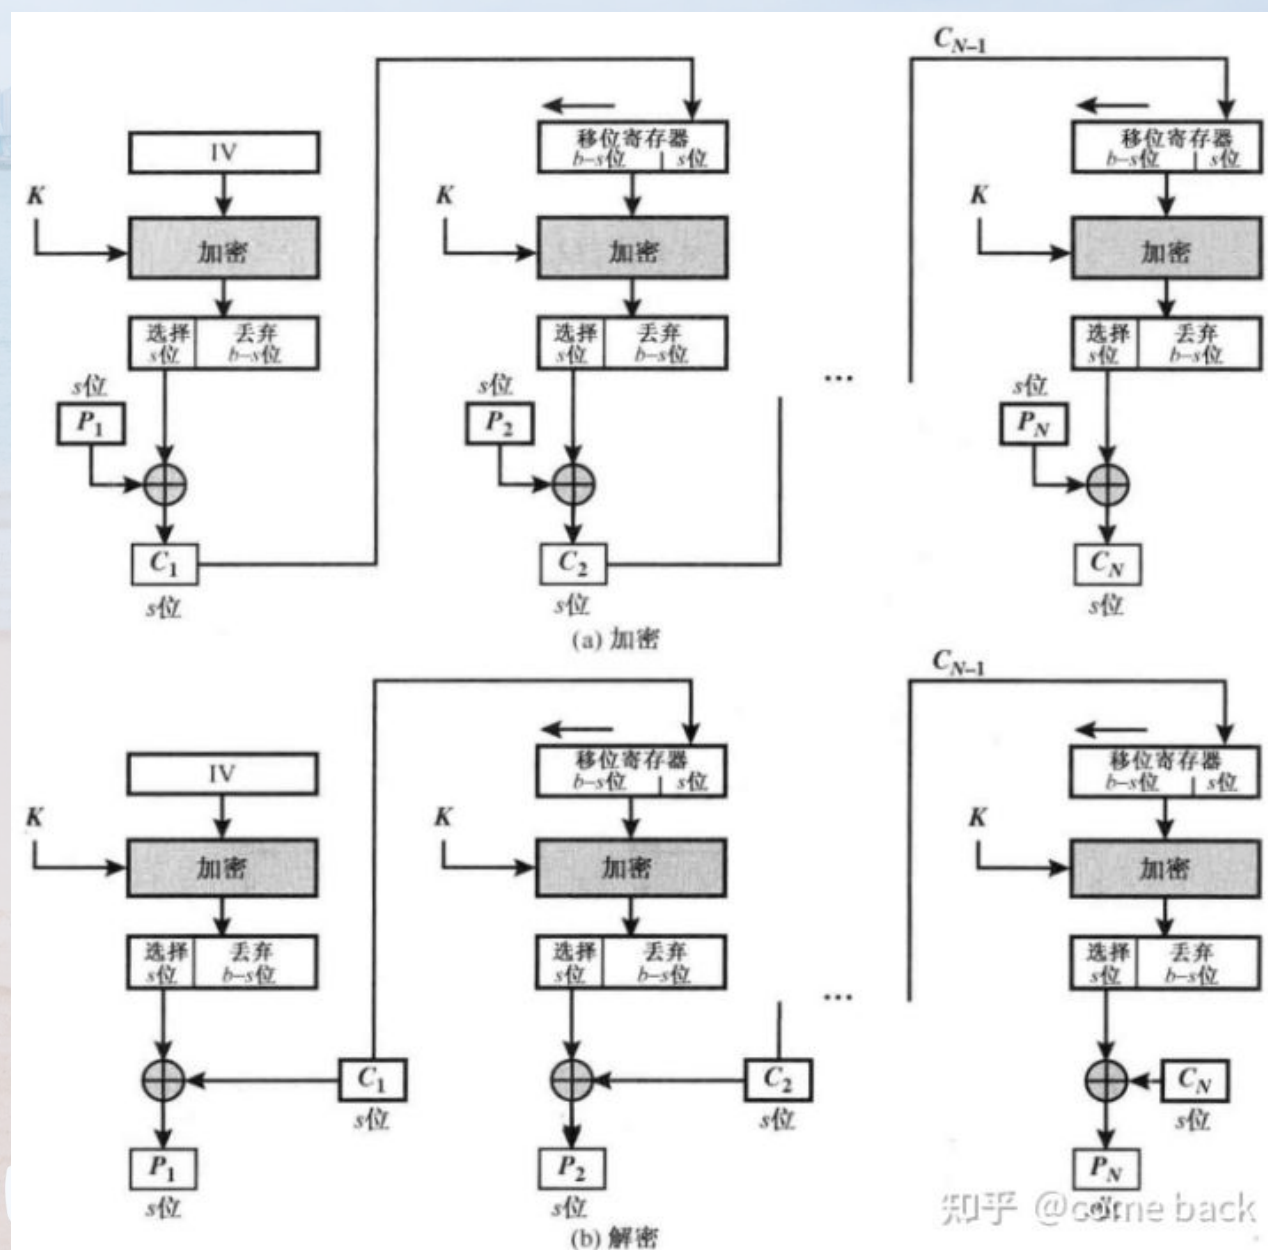 C_{N-1}
移位寄存器
b-s位 | s位
移位寄存器
b-s位 | s位
IV
K
K
K
加密
加密
加密
选择
s位
丢弃
b-s位
选择
s位
丢弃
b-s位
选择
s位
丢弃
b-s位
...
s位
P_1
s位
P_2
s位
P_N
C_1
s位
C_2
s位
C_N
s位
(a) 加密
C_{N-1}
移位寄存器
b-s位 | s位
移位寄存器
b-s位 | s位
IV
K
K
K
加密
加密
加密
选择
s位
丢弃
b-s位
选择
s位
丢弃
b-s位
选择
s位
丢弃
b-s位
...
C_1
s位
C_2
s位
C_N
s位
P_1
s位
P_2
s位
P_N
(b) 解密
知乎 @come back